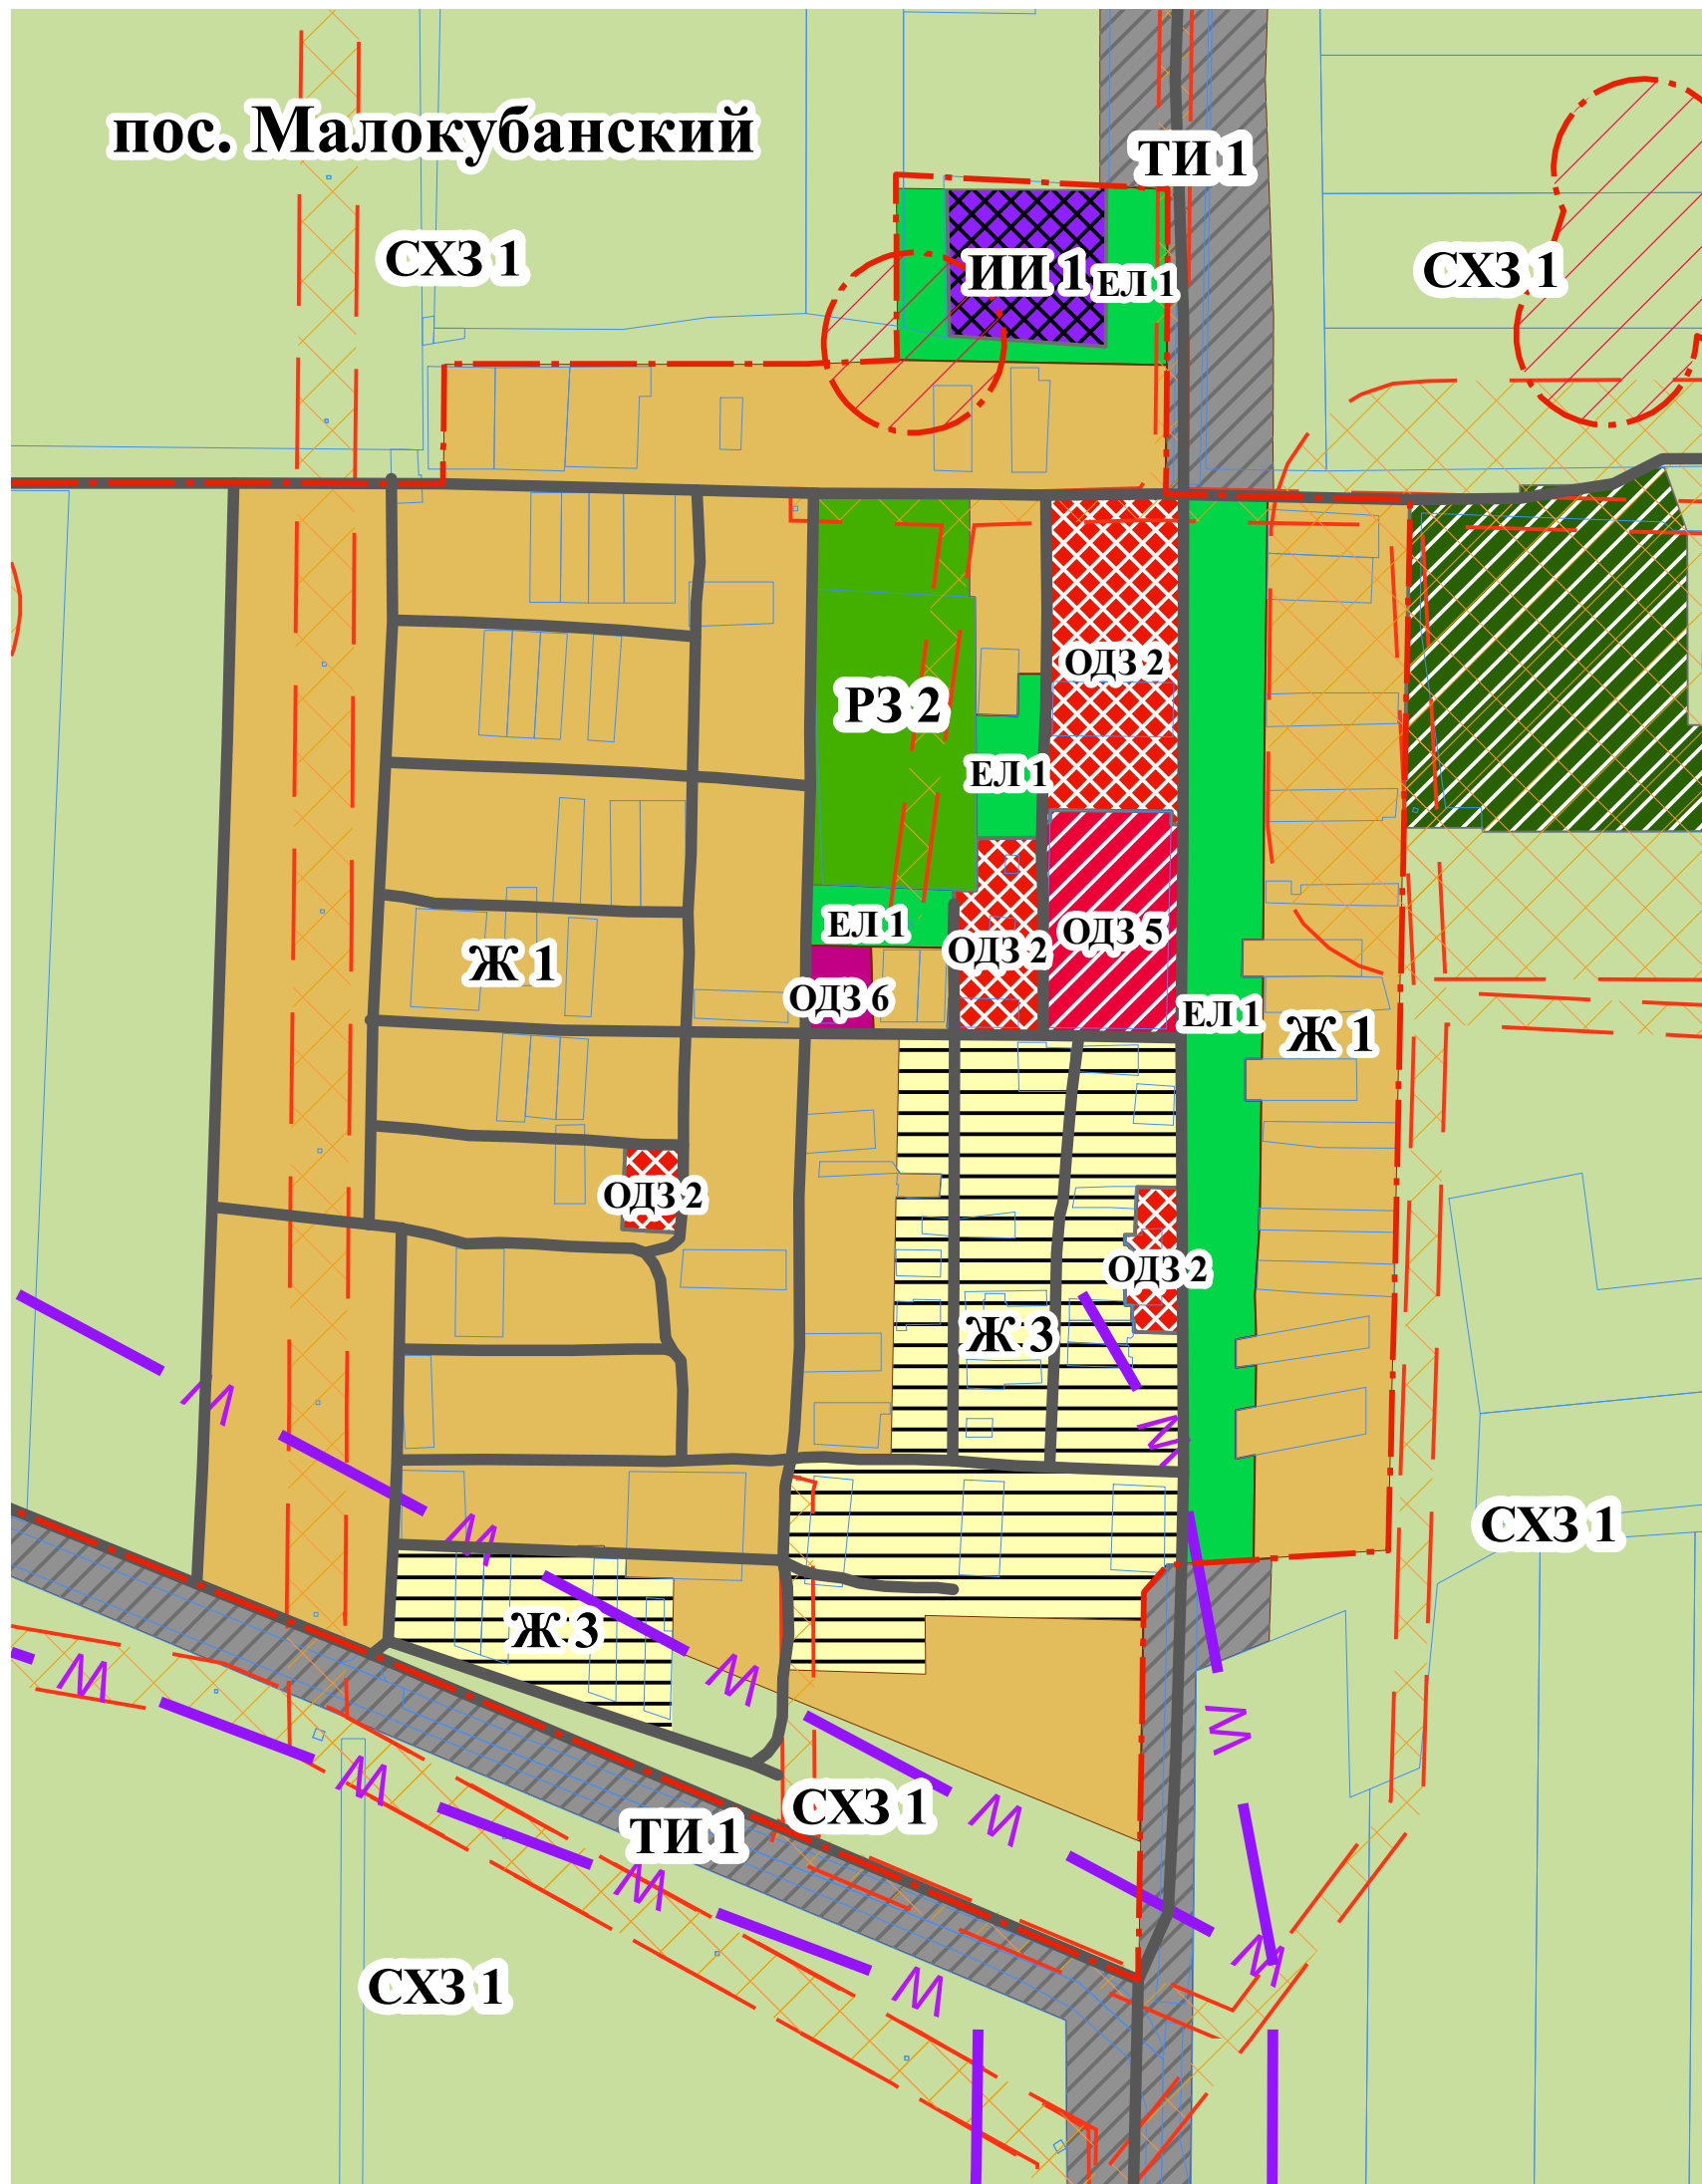 пос. Малокубанский
ТИ 1
СХЗ 1
ИИ 1
ЕЛ 1
СХЗ 1
ОДЗ 2
РЗ 2
ЕЛ 1
ЕЛ 1
ОДЗ 5
ОДЗ 2
Ж 1
ОДЗ 6
ЕЛ 1
Ж 1
ОДЗ 2
ОДЗ 2
Ж 3
М
М
СХЗ 1
М
Ж 3
М
М
М
М
СХЗ 1
М
ТИ 1
М
М
СХЗ 1
М